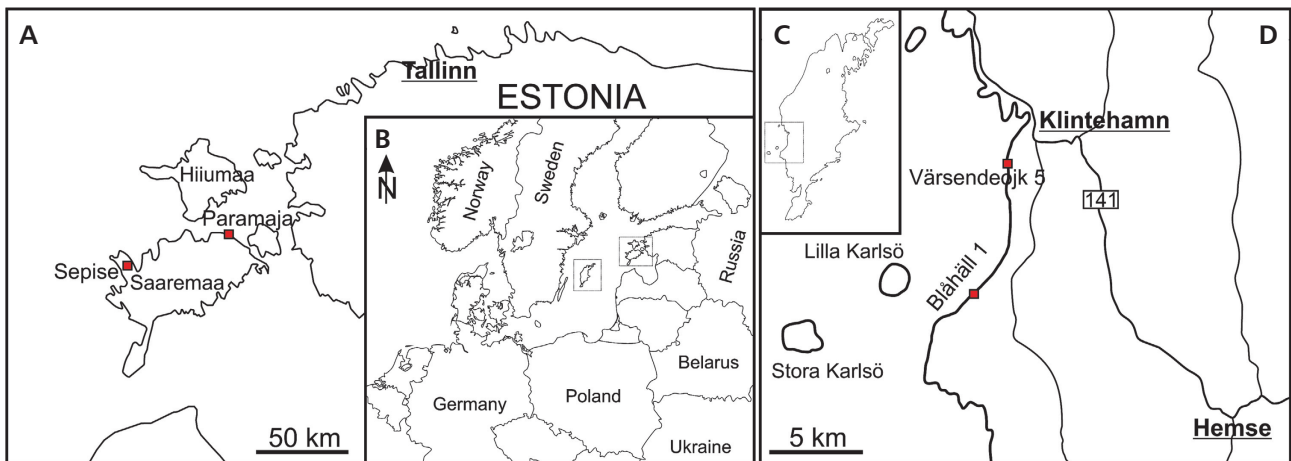 A
Tallinn
ESTONIA
Hiiumaa
Paramaja
Sepise
Saaremaa
50 km
B
N
Norway
Sweden
Russia
Belarus
Germany
Poland
Ukraine
C
D
Klintehamn
Värsendeojk 5
141
Lilla Karlsö
Blåhäll 1
Stora Karlsö
5 km
Hemse